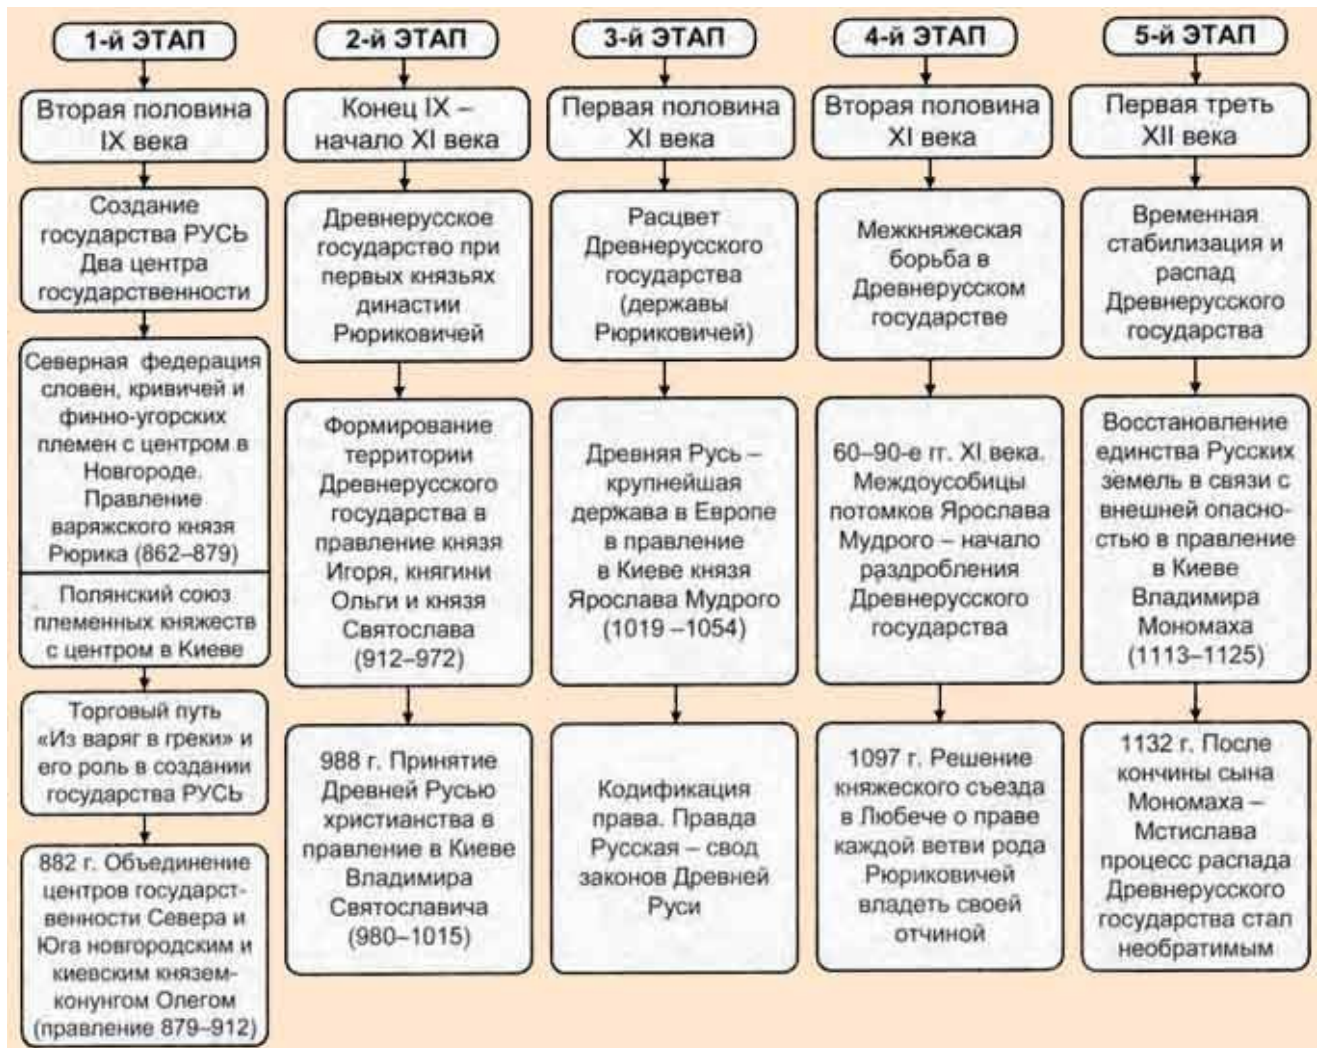 1-й ЭТАП
Вторая половина
IX века
Создание
государства РУСЬ
Два центра
государственности
Северная федерация
словен, кривичей и
финно-угорских
племен с центром в
Новгороде.
Правление
варяжского князя
Рюрика (862–879)
Полянский союз
племенных княжеств
с центром в Киеве
Торговый путь
«Из варяг в греки» и
его роль в создании
государства РУСЬ
882 г. Объединение
центров государст-
венности Севера и
Юга новгородским и
киевским князем-
конунгом Олегом
(правление 879–912)
2-й ЭТАП
Конец IX –
начало XI века
Древнерусское
государство при
первых князьях
династии
Рюриковичей
Формирование
территории
Древнерусского
государства в
правление князя
Игоря, княгини
Ольги и князя
Святослава
(912–972)
988 г. Принятие
Древней Русью
христианства в
правление в Киеве
Владимира
Святославича
(980–1015)
3-й ЭТАП
Первая половина
XI века
Расцвет
Древнерусского
государства
(державы
Рюриковичей)
Древняя Русь –
крупнейшая
держава в Европе
в правление
в Киеве князя
Ярослава Мудрого
(1019 –1054)
Кодификация
права. Правда
Русская – свод
законов Древней
Руси
4-й ЭТАП
Вторая половина
XI века
Межкняжеская
борьба в
Древнерусском
государстве
60–90-е гг. XI века.
Междоусобицы
потомков Ярослава
Мудрого – начало
раздробления
Древнерусского
государства
1097 г. Решение
княжеского съезда
в Любече о праве
каждой ветви рода
Рюриковичей
владеть своей
отчиной
5-й ЭТАП
Первая треть
XII века
Временная
стабилизация и
распад
Древнерусского
государства
Восстановление
единства Русских
земель в связи с
внешней опасно-
стью в правление
в Киеве
Владимира
Мономаха
(1113–1125)
1132 г. После
кончины сына
Мономаха –
Мстислава
процесс распада
Древнерусского
государства стал
необратимым